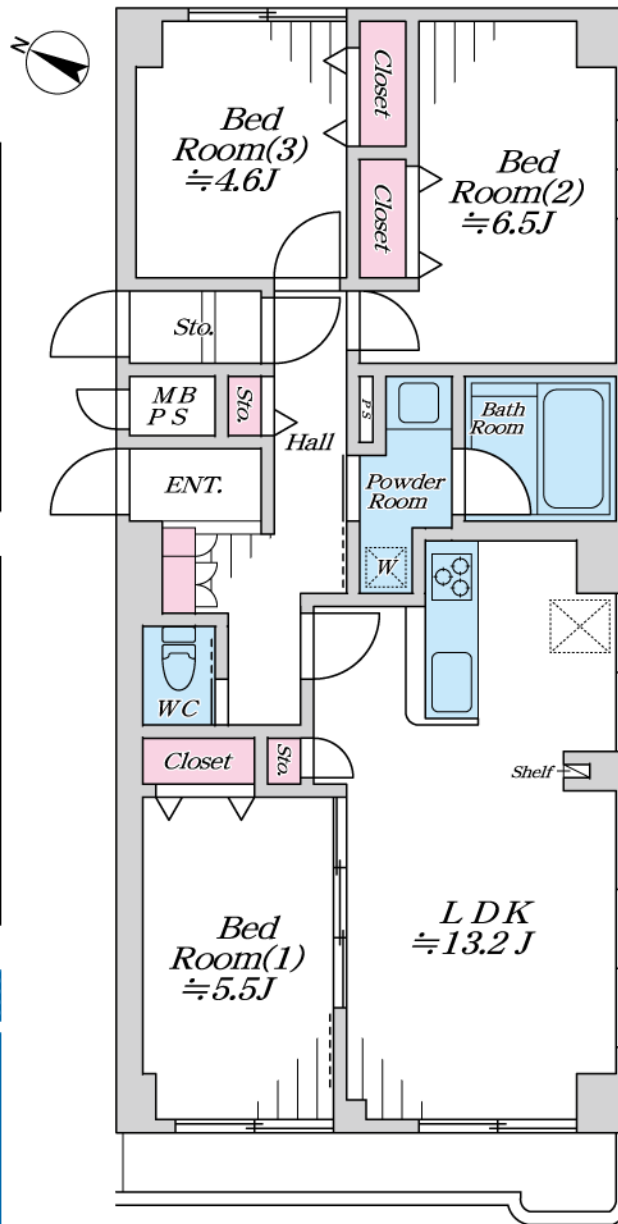 N
Bed
Room(3)
≒4.6J
Closet
Closet
Bed
Room(2)
≒6.5J
Sto.
MB
PS
Sto.
Hall
PS
Powder
Room
W
Bath
Room
ENT.
WC
Closet
Sto.
Shelf
Bed
Room(1)
≒5.5J
LDK
≒13.2J